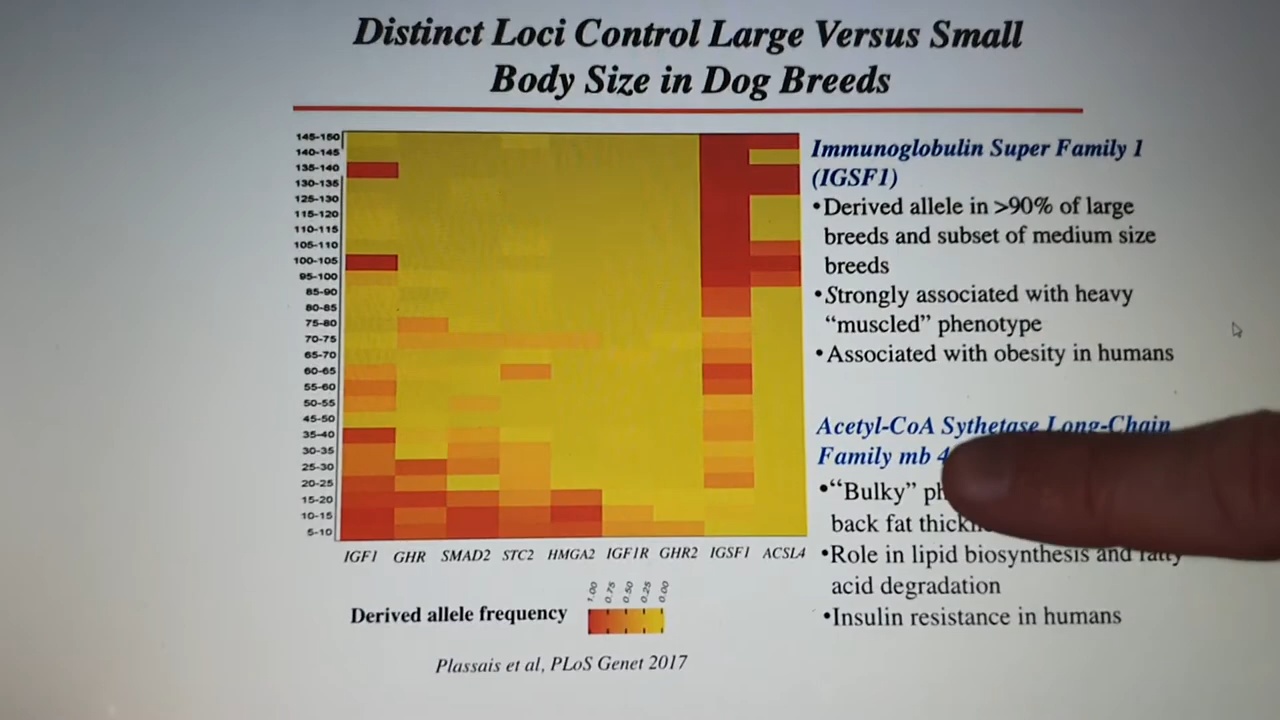 Distinct Loci Control Large Versus Small
Body Size in Dog Breeds
145-150
140-145
135-140
130-135
125-130
115-120
110-115
105-110
100-105
95-100
85-90
80-85
75-80
70-75
65-70
60-65
55-60
50-55
45-50
35-40
30-35
25-30
20-25
15-20
10-15
5-10
IGF1 GHR SMAD2 STC2 HMGA2 IGF1R GHR2 IGSF1 ACSL4
Derived allele frequency
1.00 0.75 0.50 0.25 0.00
Plassais et al, PLoS Genet 2017
Immunoglobulin Super Family 1
(IGSF1)
•Derived allele in >90% of large
breeds and subset of medium size
breeds
•Strongly associated with heavy
“muscled” phenotype
•Associated with obesity in humans
Acetyl-CoA Sythetase Long-Chain
Family mb 4
•“Bulky”
back fat
•Role in lipid biosynthesis and fatty
acid degradation
•Insulin resistance in humans